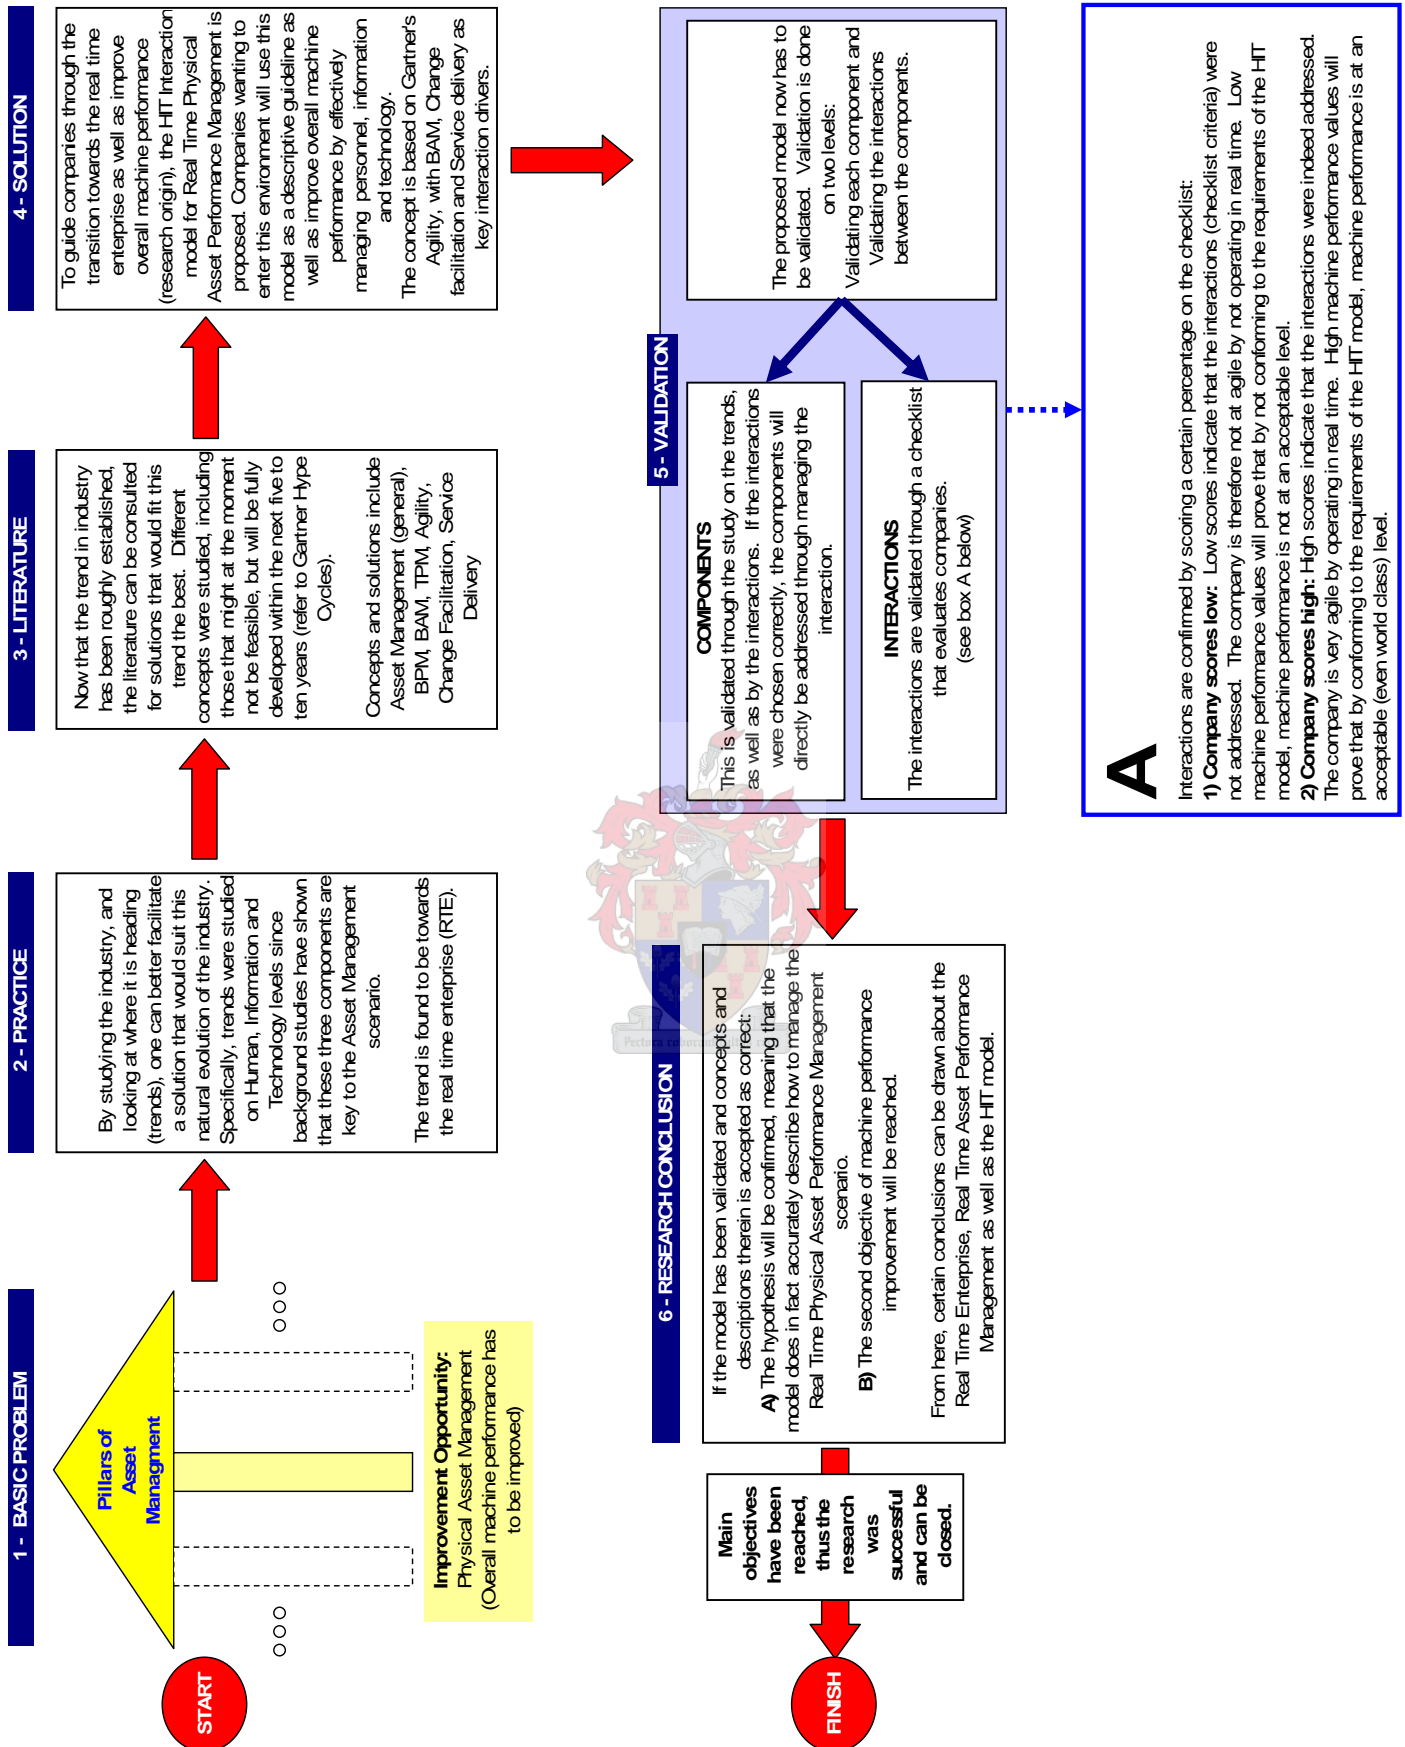 1 - BASIC PROBLEM
Pillars of
Asset
Managment
Improvement Opportunity:
Physical Asset Management
(Overall machine performance has
to be improved)
START
2 - PRACTICE
By studying the industry, and
looking at where it is heading
(trends), one can better facilitate
a solution that would suit this
natural evolution of the industry.
Specifically, trends were studied
on Human, Information and
Technology levels since
background studies have shown
that these three components are
key to the Asset Management
scenario.
The trend is found to be towards
the real time enterprise (RTE).
3 - LITERATURE
Now that the trend in industry
has been roughly established,
the literature can be consulted
for solutions that would fit this
trend the best. Different
concepts were studied, including
those that might at the moment
not be feasible, but will be fully
developed within the next five to
ten years (refer to Gartner Hype
Cycles).
Concepts and solutions include
Asset Management (general),
BPM, BAM, TPM, Agility,
Change Facilitation, Service
Delivery
4 - SOLUTION
To guide companies through the
transition towards the real time
enterprise as well as improve
overall machine performance
(research origin), the HIT Interaction
model for Real Time Physical
Asset Performance Management is
proposed. Companies wanting to
enter this environment will use this
model as a descriptive guideline as
well as improve overall machine
performance by effectively
managing personnel, information
and technology.
The concept is based on Gartner's
Agility, with BAM, Change
facilitation and Service delivery as
key interaction drivers.
5 - VALIDATION
The proposed model now has to
be validated. Validation is done
on two levels:
Validating each component and
Validating the interactions
between the components.
COMPONENTS
This is validated through the study on the trends,
as well as by the interactions. If the interactions
were chosen correctly, the components will
directly be addressed through managing the
interaction.
INTERACTIONS
The interactions are validated through a checklist
that evaluates companies.
(see box A below)
A
Interactions are confirmed by scoring a certain percentage on the checklist:
1) Company scores low: Low scores indicate that the interactions (checklist criteria) were
not addressed. The company is therefore not at agile by not operating in real time. Low
machine performance values will prove that by not conforming to the requirements of the HIT
model, machine performance is not at an acceptable level.
2) Company scores high: High scores indicate that the interactions were indeed addressed.
The company is very agile by operating in real time. High machine performance values will
prove that by conforming to the requirements of the HIT model, machine performance is at an
acceptable (even world class) level.
6 - RESEARCH CONCLUSION
If the model has been validated and concepts and
descriptions therein is accepted as correct:
A) The hypothesis will be confirmed, meaning that the
model does in fact accurately describe how to manage the
Real Time Physical Asset Performance Management
scenario.
B) The second objective of machine performance
improvement will be reached.
From here, certain conclusions can be drawn about the
Real Time Enterprise, Real Time Asset Performance
Management as well as the HIT model.
Main
objectives
have been
reached,
thus the
research
was
successful
and can be
closed.
FINISH
Pectora roborant